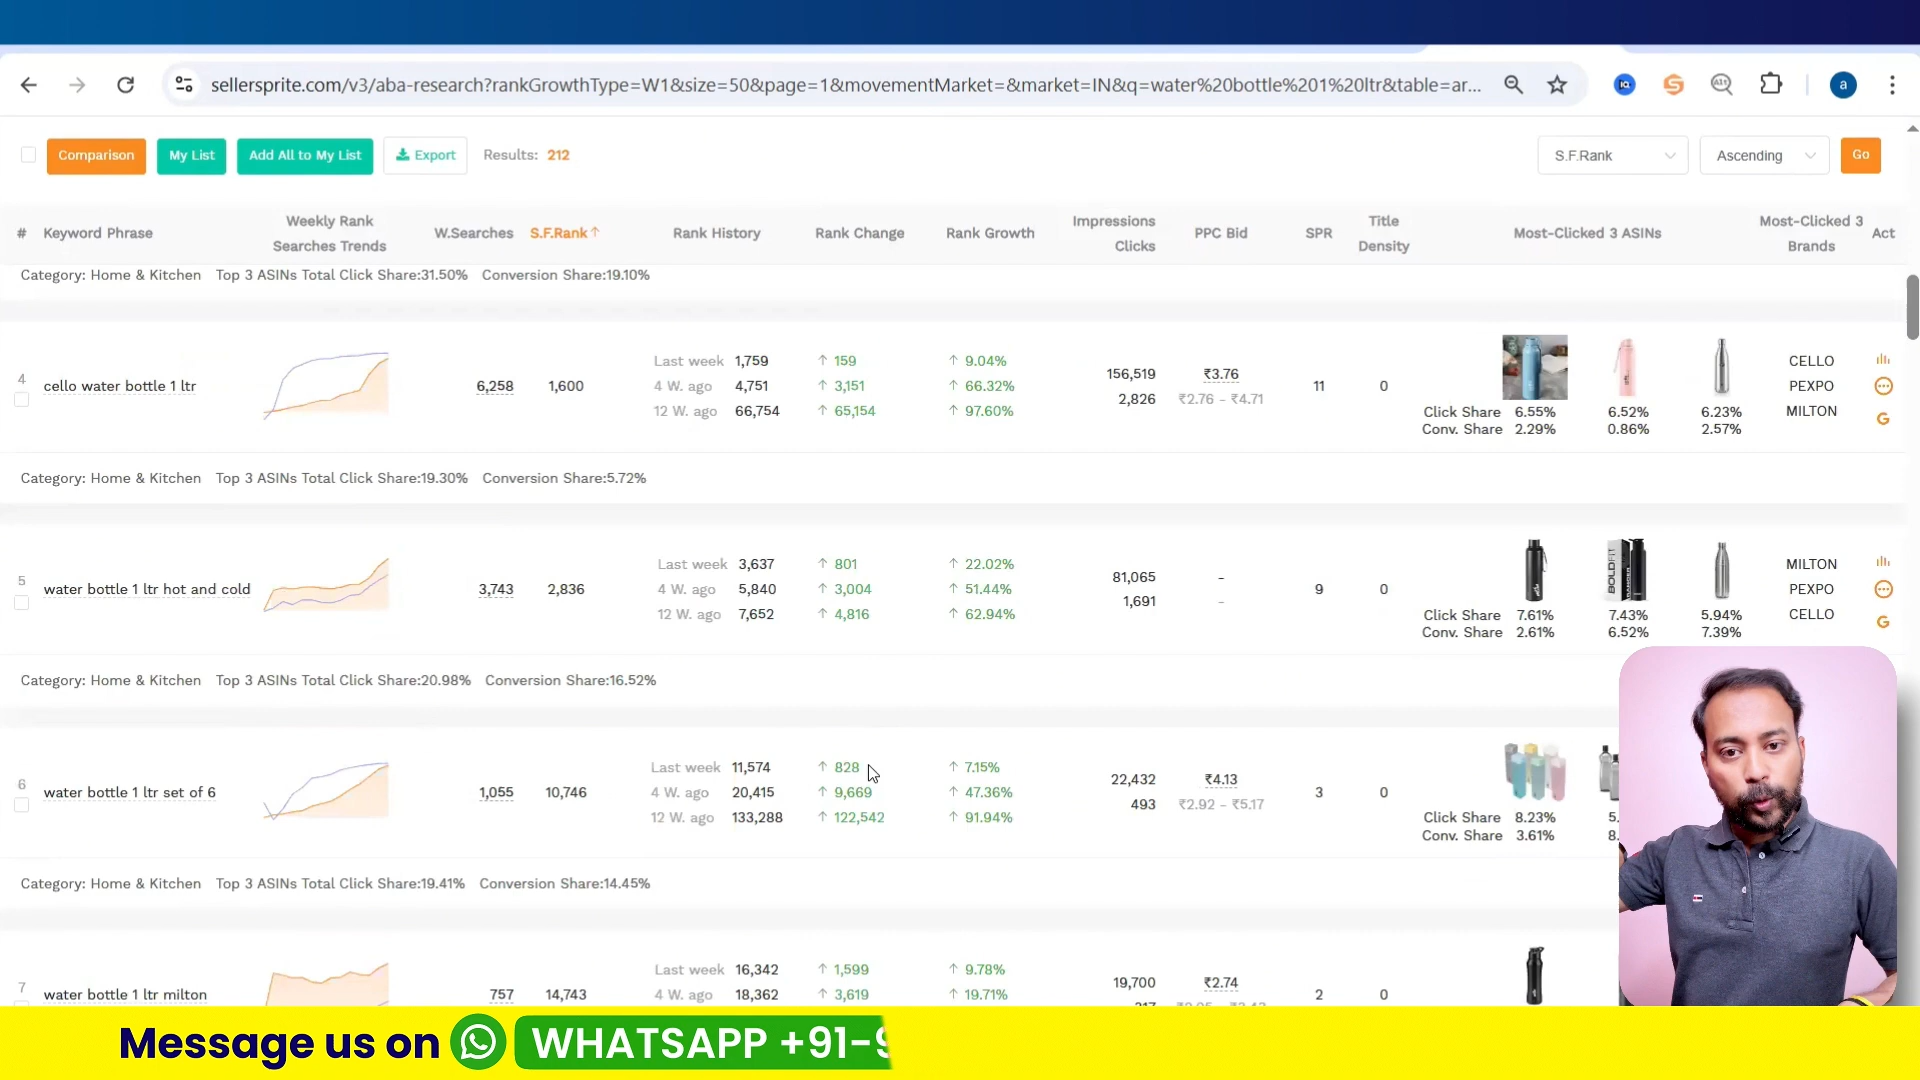 sellersprite.com/v3/aba-research?rankGrowthType=W1&size=50&page=1&movementMarket=&market=IN&q=water%20bottle%201%20ltr&table=ar...
a
Comparison My List Add All to My List Export Results: 212 S.F.Rank Ascending Go
# Keyword Phrase Weekly Rank Searches Trends W.Searches S.F.Rank↑ Rank History Rank Change Rank Growth Impressions Clicks PPC Bid SPR Title Density Most-Clicked 3 ASINs Most-Clicked 3 Brands Act
Category: Home & Kitchen Top 3 ASINs Total Click Share:31.50% Conversion Share:19.10%
4 cello water bottle 1 ltr 6,258 1,600
Last week 1,759 ↑ 159 ↑ 9.04%
4 W. ago 4,751 ↑ 3,151 ↑ 66.32%
12 W. ago 66,754 ↑ 65,154 ↑ 97.60%
156,519
2,826
₹3.76
₹2.76 - ₹4.71
11 0
Click Share 6.55% 6.52% 6.23%
Conv. Share 2.29% 0.86% 2.57%
CELLO
PEXPO
MILTON
G
Category: Home & Kitchen Top 3 ASINs Total Click Share:19.30% Conversion Share:5.72%
5 water bottle 1 ltr hot and cold 3,743 2,836
Last week 3,637 ↑ 801 ↑ 22.02%
4 W. ago 5,840 ↑ 3,004 ↑ 51.44%
12 W. ago 7,652 ↑ 4,816 ↑ 62.94%
81,065 -
1,691 -
9 0
BOLDFIT
Click Share 7.61% 7.43% 5.94%
Conv. Share 2.61% 6.52% 7.39%
MILTON
PEXPO
CELLO
G
Category: Home & Kitchen Top 3 ASINs Total Click Share:20.98% Conversion Share:16.52%
6 water bottle 1 ltr set of 6 1,055 10,746
Last week 11,574 ↑ 828 ↑ 7.15%
4 W. ago 20,415 ↑ 9,669 ↑ 47.36%
12 W. ago 133,288 ↑ 122,542 ↑ 91.94%
22,432
493
₹4.13
₹2.92 - ₹5.17
3 0
Click Share 8.23% 5.
Conv. Share 3.61% 8.
Category: Home & Kitchen Top 3 ASINs Total Click Share:19.41% Conversion Share:14.45%
7 water bottle 1 ltr milton 757 14,743
Last week 16,342 ↑ 1,599 ↑ 9.78%
4 W. ago 18,362 ↑ 3,619 ↑ 19.71%
19,700
₹2.74
2 0
Message us on WHATSAPP +91-9